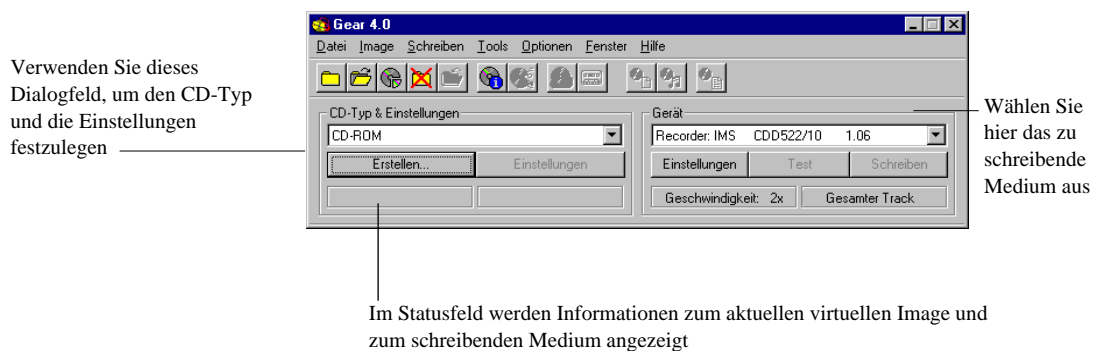 Gear 4.0
Datei Image Schreiben Tools Optionen Fenster Hilfe
Verwenden Sie dieses
Dialogfeld, um den CD-Typ
und die Einstellungen
festzulegen
CD-Typ & Einstellungen
CD-ROM
Erstellen...
Einstellungen
Gerät
Recorder: IMS CDD522/10 1.06
Einstellungen
Test
Schreiben
Geschwindigkeit: 2x
Gesamter Track
Wählen Sie
hier das zu
schreibende
Medium aus
Im Statusfeld werden Informationen zum aktuellen virtuellen Image und
zum schreibenden Medium angezeigt